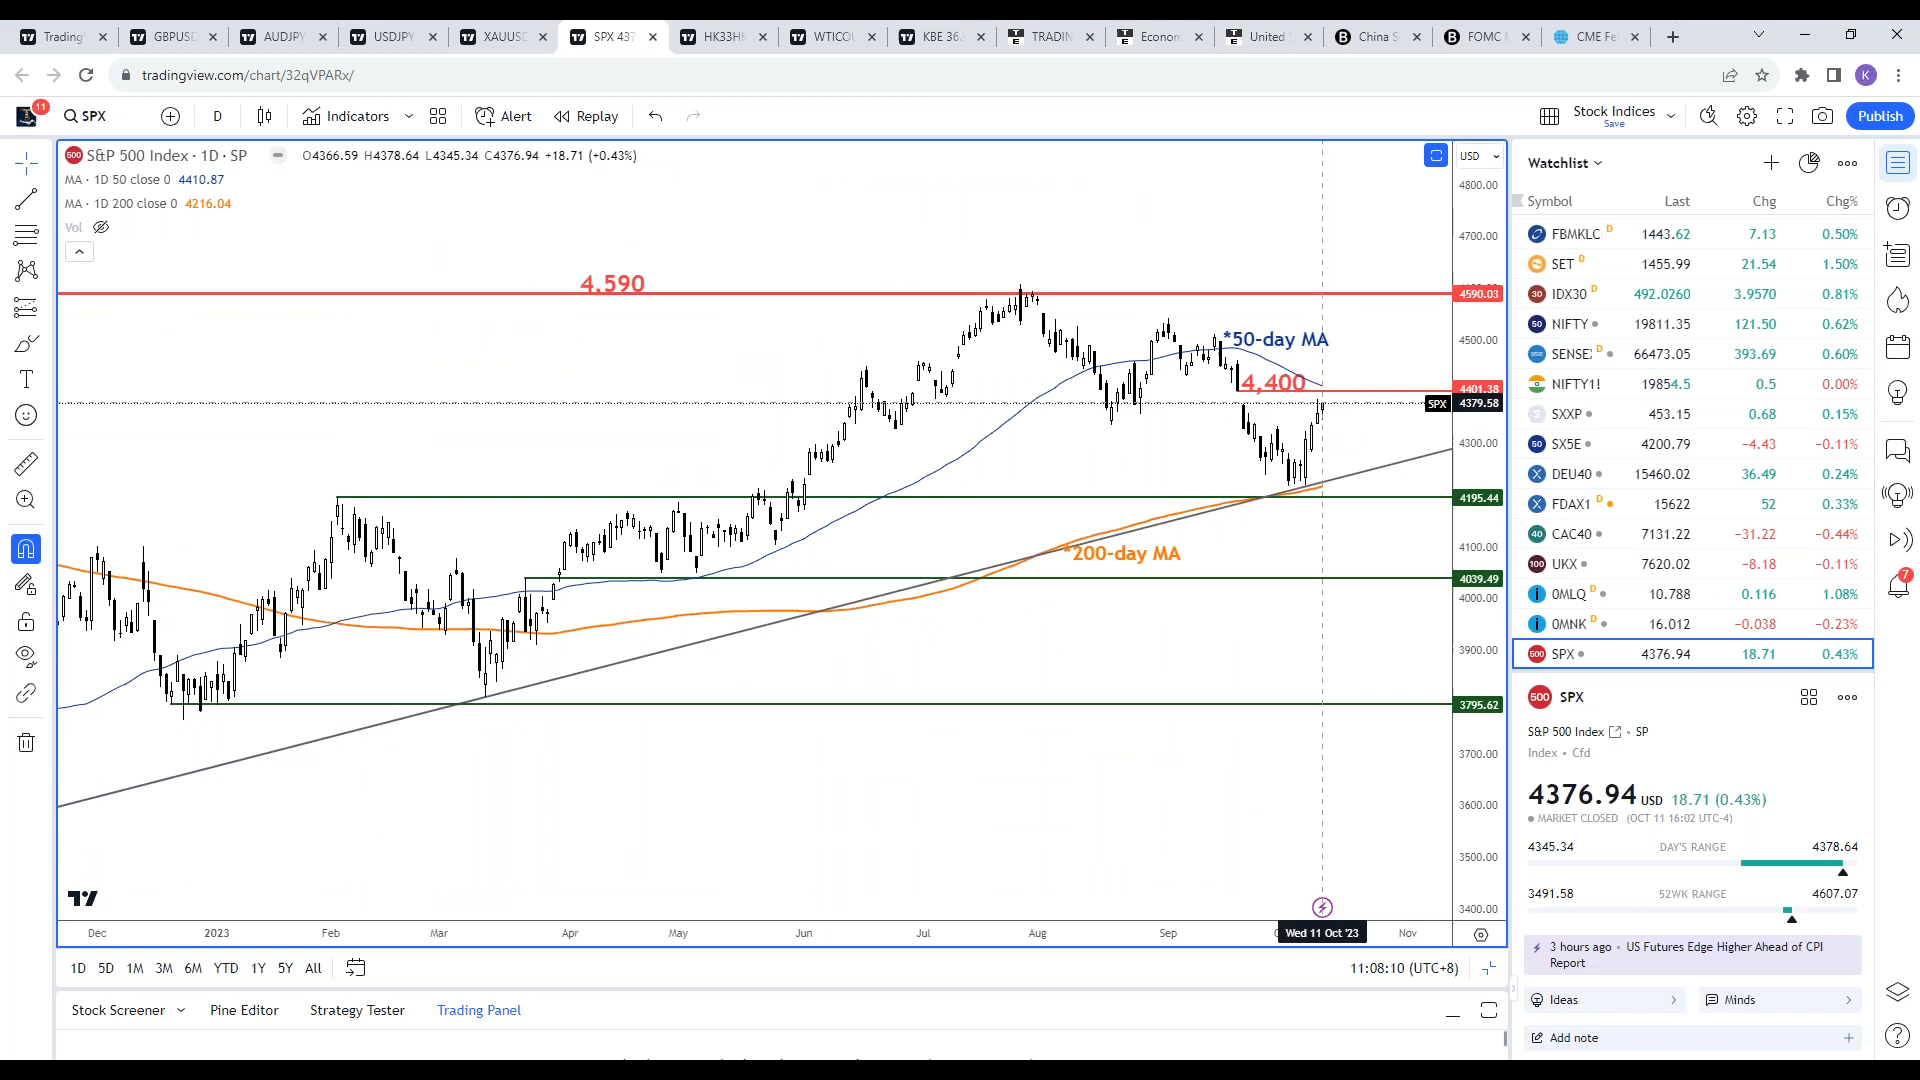 Trading GBPUSD AUDJPY USDJPY XAUUSD SPX 437 HK33HK WTICOU KBE 36. TRADIN Econom United S China S FOMC CME Fe
tradingview.com/chart/32qVPARx/ K
11 SPX D Indicators Alert Replay Stock Indices Save Publish
S&P 500 Index · 1D · SP O4366.59 H4378.64 L4345.34 C4376.94 +18.71 (+0.43%)
MA · 1D 50 close 0 4410.87
MA · 1D 200 close 0 4216.04
Vol
USD
4800.00
4700.00
4590.03
4500.00
4401.38
SPX 4379.58
4300.00
4195.44
4100.00
4039.49
4000.00
3900.00
3795.62
3700.00
3600.00
3500.00
3400.00
4,590
*50-day MA
4,400
*200-day MA
Dec 2023 Feb Mar Apr May Jun Jul Aug Sep Wed 11 Oct '23 Nov
1D 5D 1M 3M 6M YTD 1Y 5Y All 11:08:10 (UTC+8)
Stock Screener Pine Editor Strategy Tester Trading Panel
Watchlist
Symbol Last Chg Chg%
FBMKLC D 1443.62 7.13 0.50%
SET D 1455.99 21.54 1.50%
30 IDX30 D 492.0260 3.9570 0.81%
50 NIFTY 19811.35 121.50 0.62%
SENSE D 66473.05 393.69 0.60%
NIFTY1! 19854.5 0.5 0.00%
SXXP 453.15 0.68 0.15%
50 SX5E 4200.79 −4.43 −0.11%
DEU40 15460.02 36.49 0.24%
FDAX1 D 15622 52 0.33%
40 CAC40 7131.22 −31.22 −0.44%
100 UKX 7620.02 −8.18 −0.11%
0MLQ D 10.788 0.116 1.08%
0MNK D 16.012 −0.038 −0.23%
500 SPX 4376.94 18.71 0.43%
500 SPX
S&P 500 Index · SP
Index · Cfd
4376.94 USD 18.71 (0.43%)
MARKET CLOSED (OCT 11 16:02 UTC-4)
4345.34 DAY'S RANGE 4378.64
3491.58 52WK RANGE 4607.07
3 hours ago · US Futures Edge Higher Ahead of CPI
Report
Ideas Minds
Add note
7